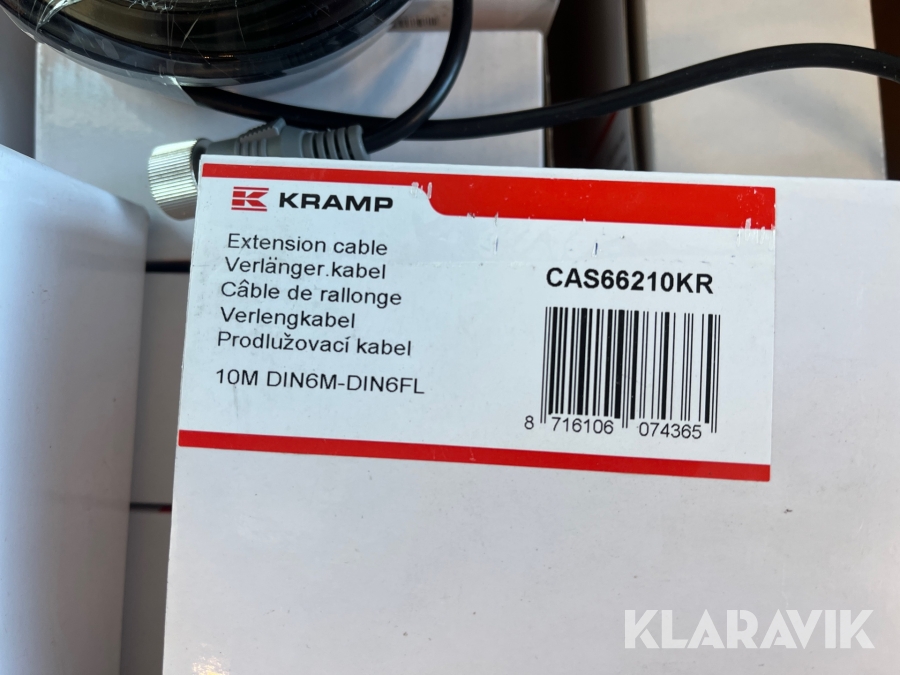 KRAMP
Extension cable
Verlänger.kabel
Câble de rallonge
Verlengkabel
Prodlužovací kabel
10M DIN6M-DIN6FL
CAS66210KR
8 716106 074365
KLARAVIK